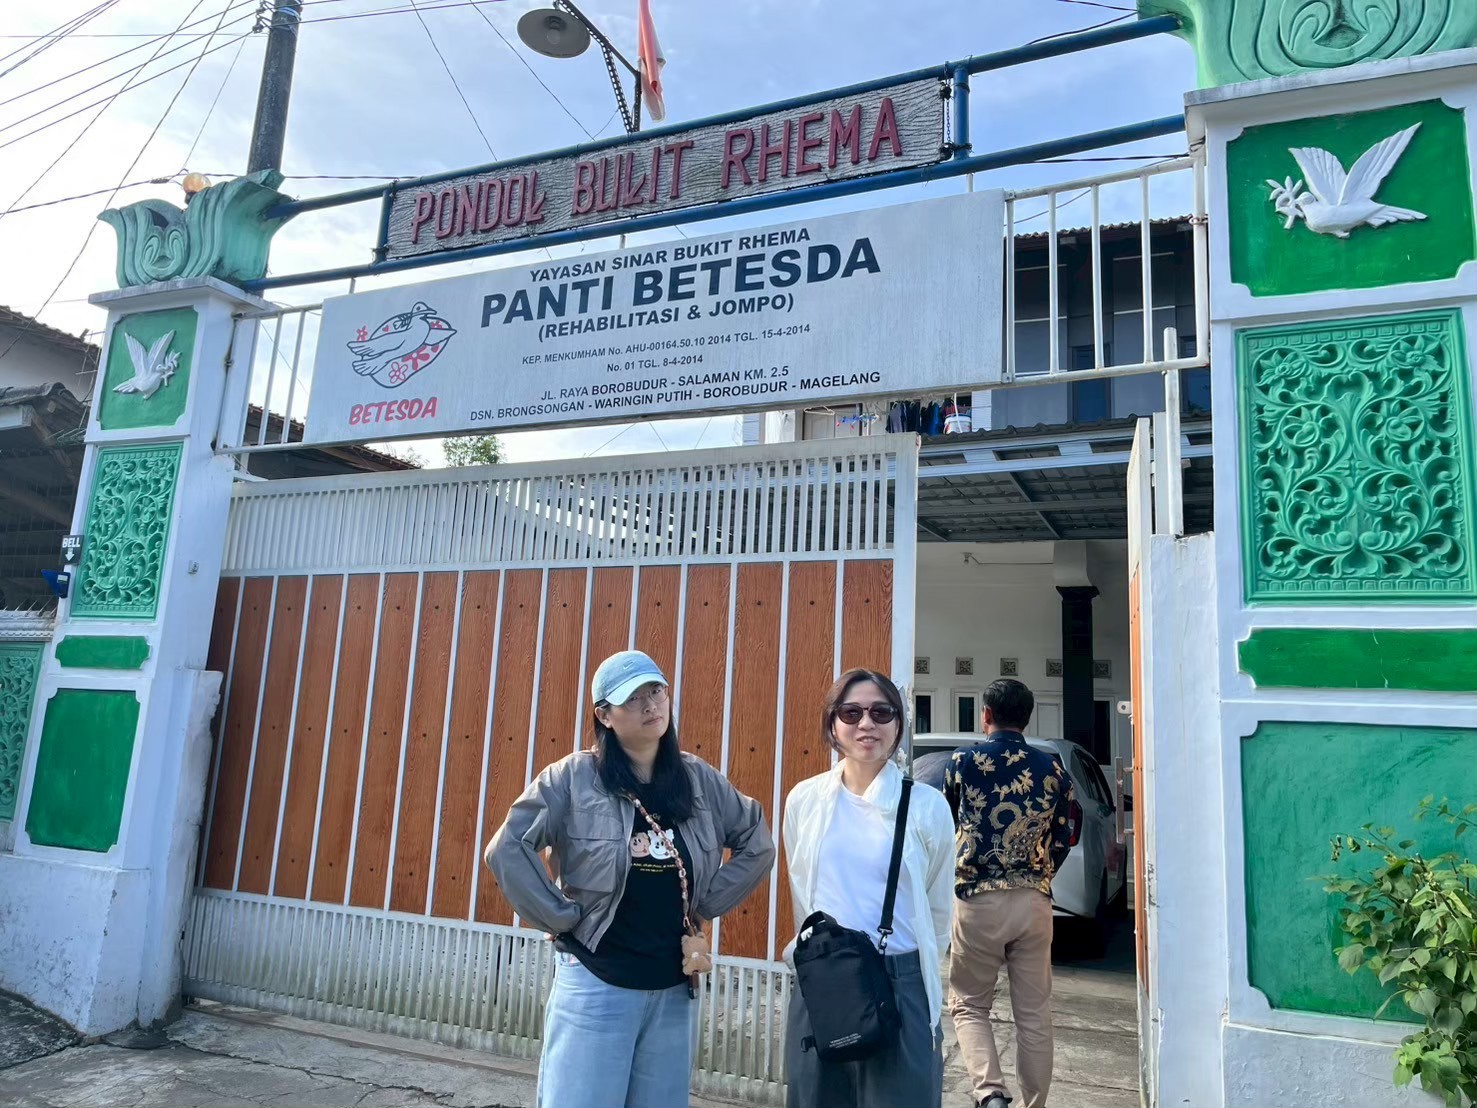 PONDOK BUKIT RHEMA
YAYASAN SINAR BUKIT RHEMA
PANTI BETESDA
(REHABILITASI & JOMPO)
KEP. MENKUMHAM No. AHU-00164.50.10 2014 TGL. 15-4-2014
No. 01 TGL. 8-4-2014
JL. RAYA BOROBUDUR - SALAMAN KM. 2.5
DSN. BRONGSONGAN - WARINGIN PUTIH - BOROBUDUR - MAGELANG
BETESDA
BELL